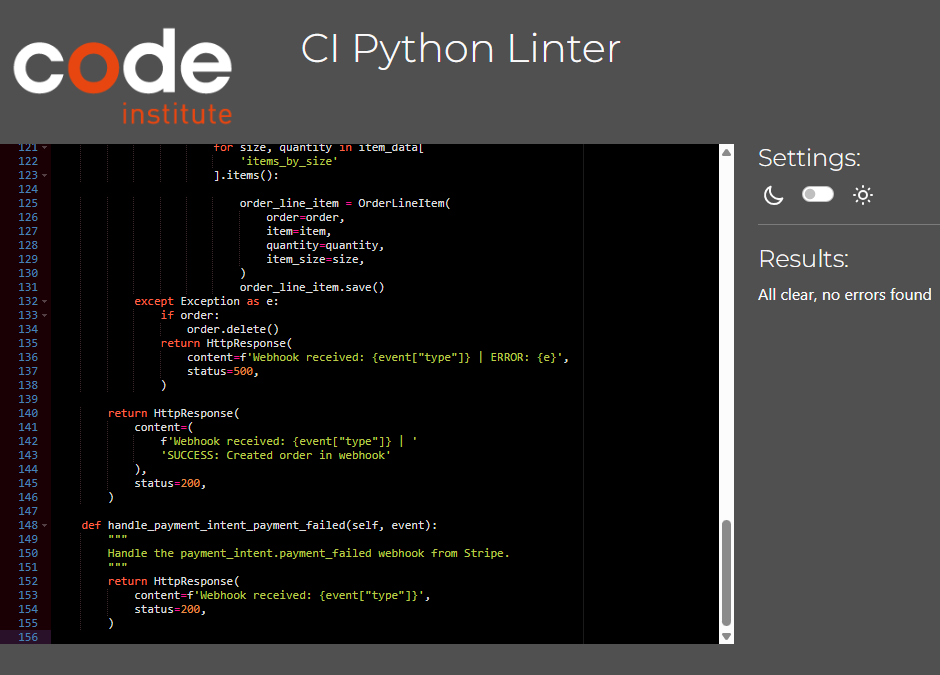 code
institute
CI Python Linter
121 for size, quantity in item_data[
122 'items_by_size'
123 ].items():
124
125 order_line_item = OrderLineItem(
126 order=order,
127 item=item,
128 quantity=quantity,
129 item_size=size,
130 )
131 order_line_item.save()
132 except Exception as e:
133 if order:
134 order.delete()
135 return HttpResponse(
136 content=f'Webhook received: {event["type"]} | ERROR: {e}',
137 status=500,
138 )
139
140 return HttpResponse(
141 content=(
142 f'Webhook received: {event["type"]} | '
143 'SUCCESS: Created order in webhook'
144 ),
145 status=200,
146 )
147
148 def handle_payment_intent_payment_failed(self, event):
149 """
150 Handle the payment_intent.payment_failed webhook from Stripe.
151 """
152 return HttpResponse(
153 content=f'Webhook received: {event["type"]}',
154 status=200,
155 )
156
Settings:
Results:
All clear, no errors found